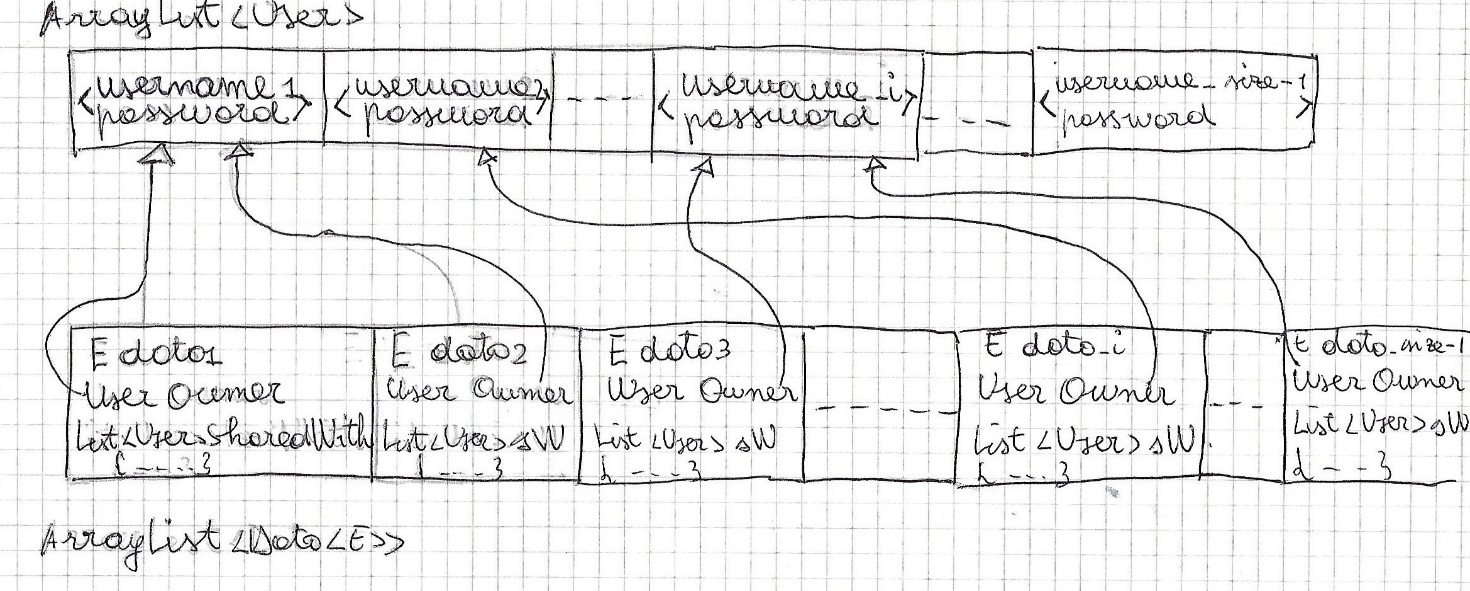 ArrayList <User>
<username1 password> <username2 password> --- <username_i password> --- <username_size-1 password>
E dato1 E dato2 E dato3 E dato_i E dato_size-1
User Owner User Owner User Owner ----- User Owner --- User Owner
List<User>SharedWith List<User> sW List <User> sW List <User> sW List <User> sW
{----} {---} {---} {---} {--}
ArrayList <Dato<E>>